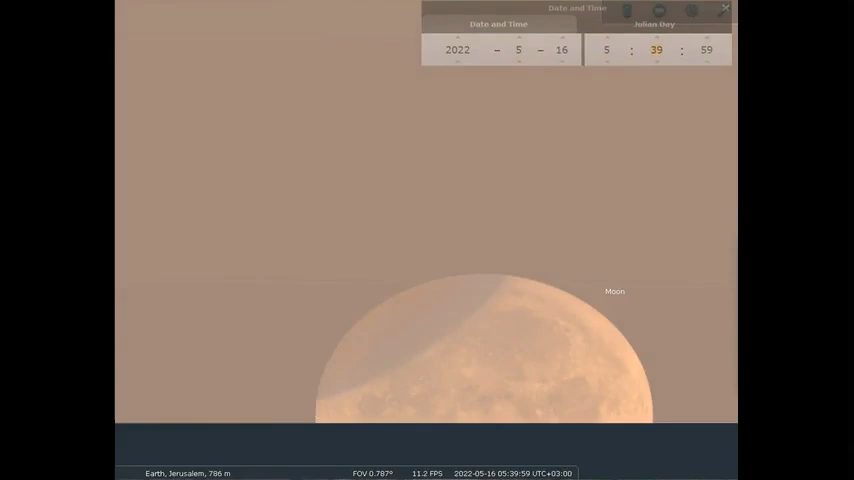 Date and Time
Date and Time Julian Day
2022 – 5 – 16 5 : 39 : 59
Moon
Earth, Jerusalem, 786 m FOV 0.787° 11.2 FPS 2022-05-16 05:39:59 UTC+03:00